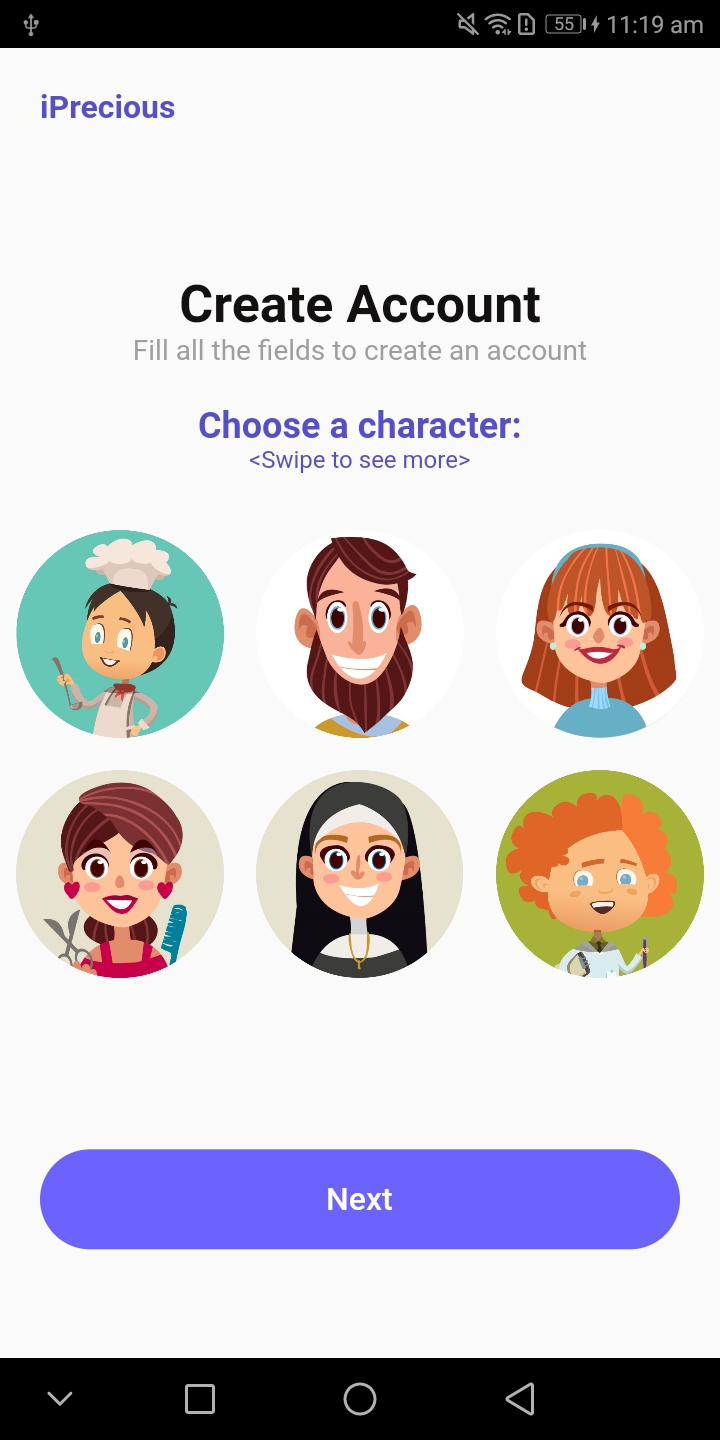 55 11:19 am
iPrecious
Create Account
Fill all the fields to create an account
Choose a character:
<Swipe to see more>
Next